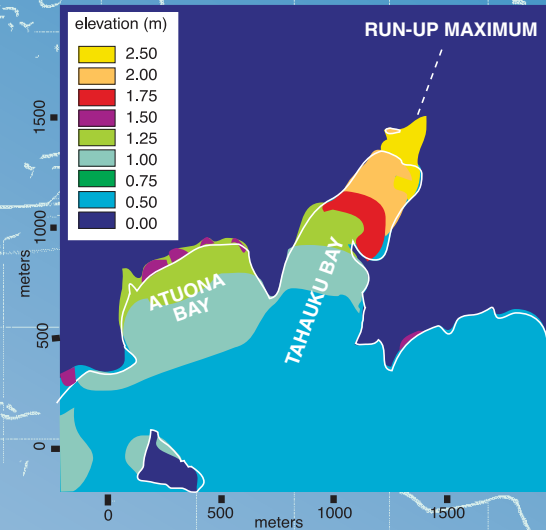 elevation (m)
2.50
2.00
1.75
1.50
1.25
1.00
0.75
0.50
0.00
RUN-UP MAXIMUM
ATUONA
BAY
TAHAUKU BAY
meters
1500
1000
500
0
0
500
1000
1500
meters